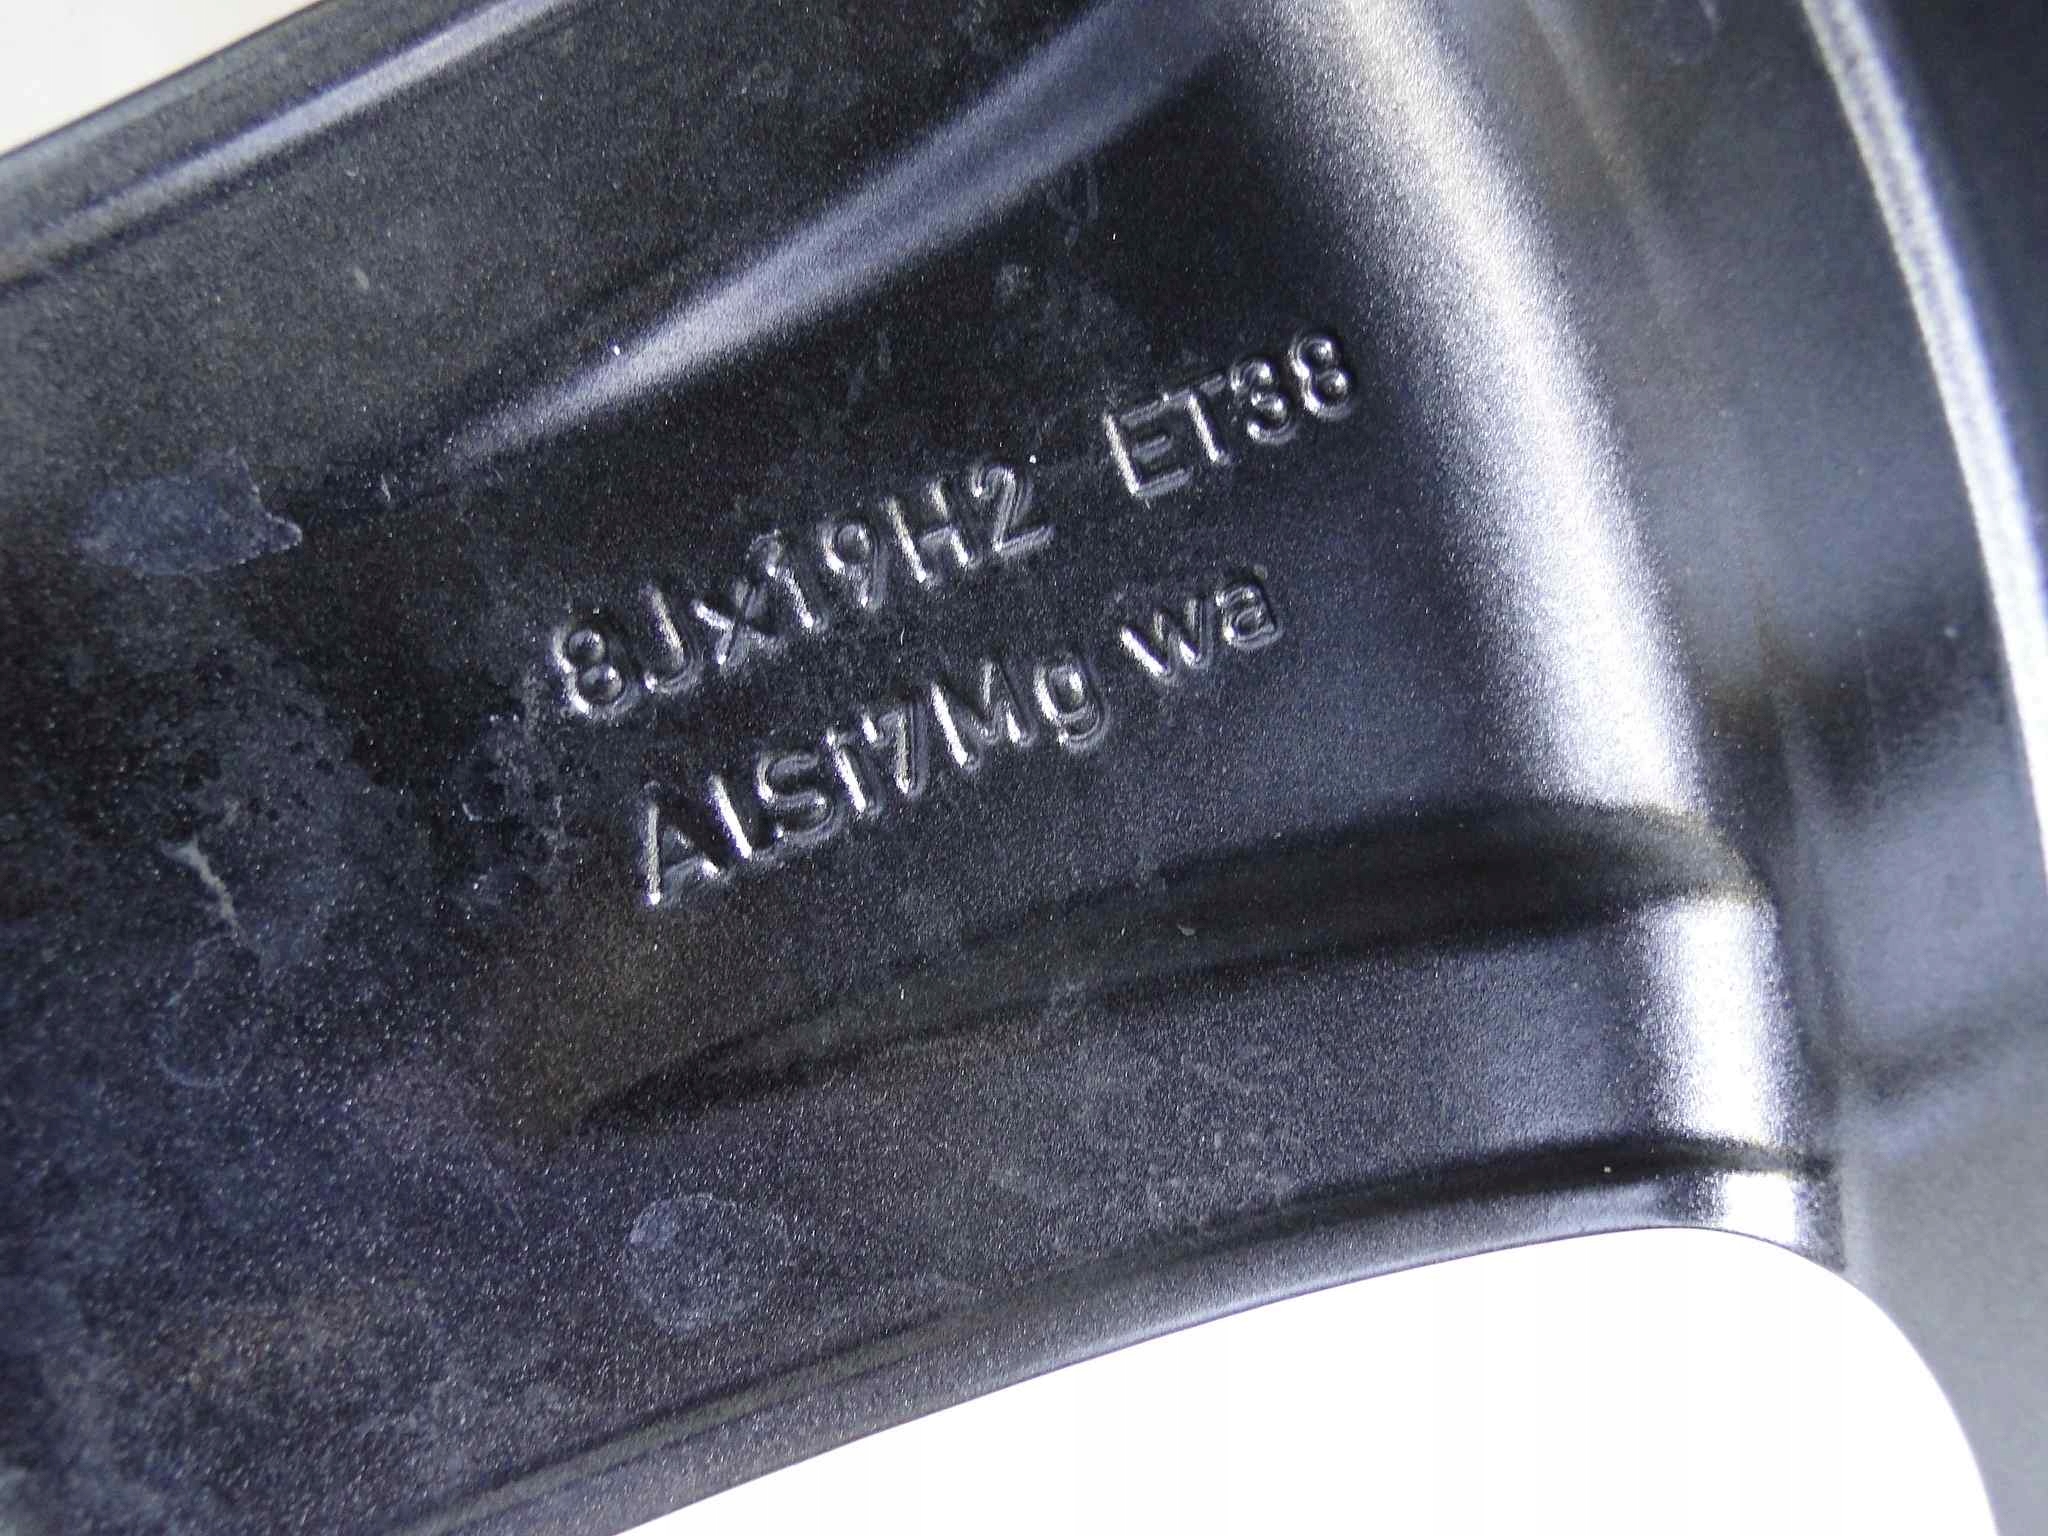 8Jx19H2 ET38
AlSi7Mg wa